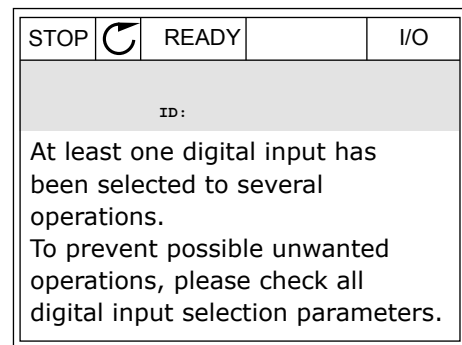 STOP READY I/O
ID:
At least one digital input has
been selected to several
operations.
To prevent possible unwanted
operations, please check all
digital input selection parameters.